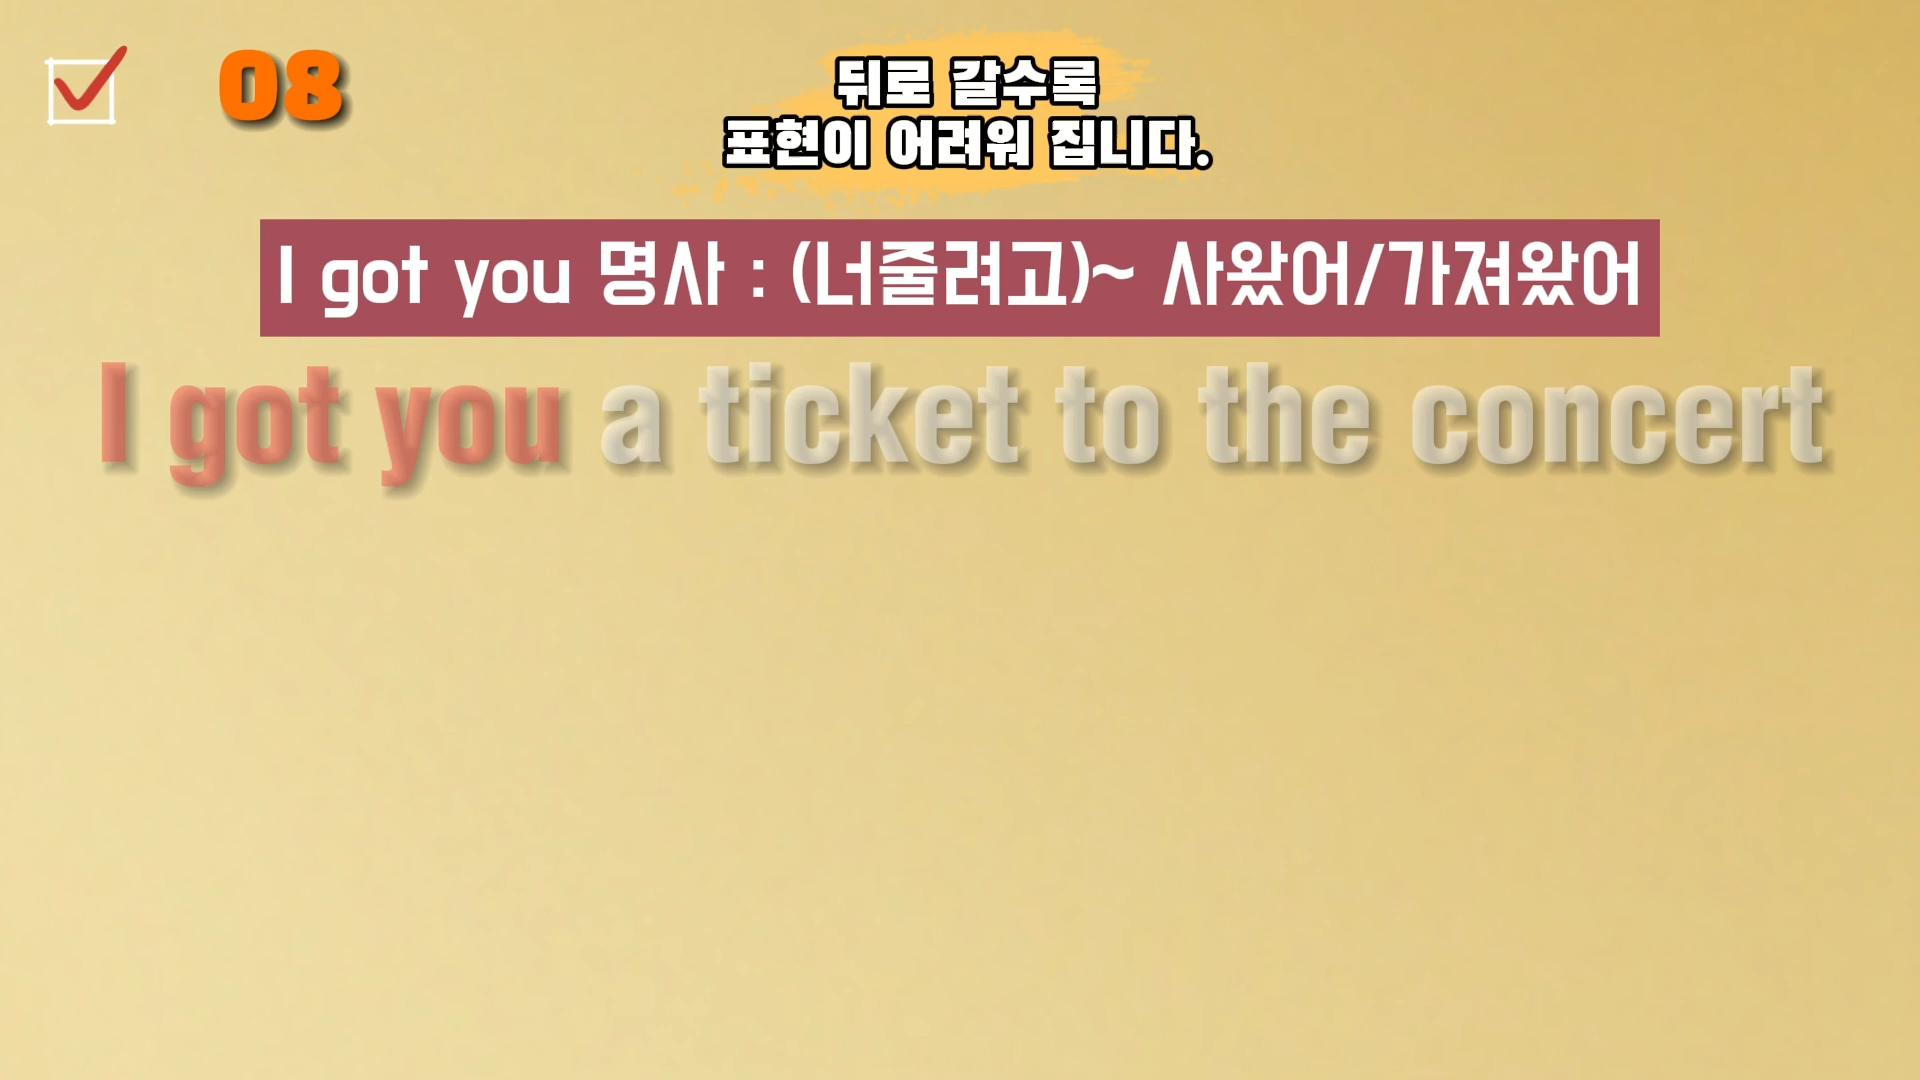 08
뒤로 갈수록
표현이 어려워 집니다.
I got you 명사 : (너줄려고)~ 사왔어/가져왔어
I got you a ticket to the concert